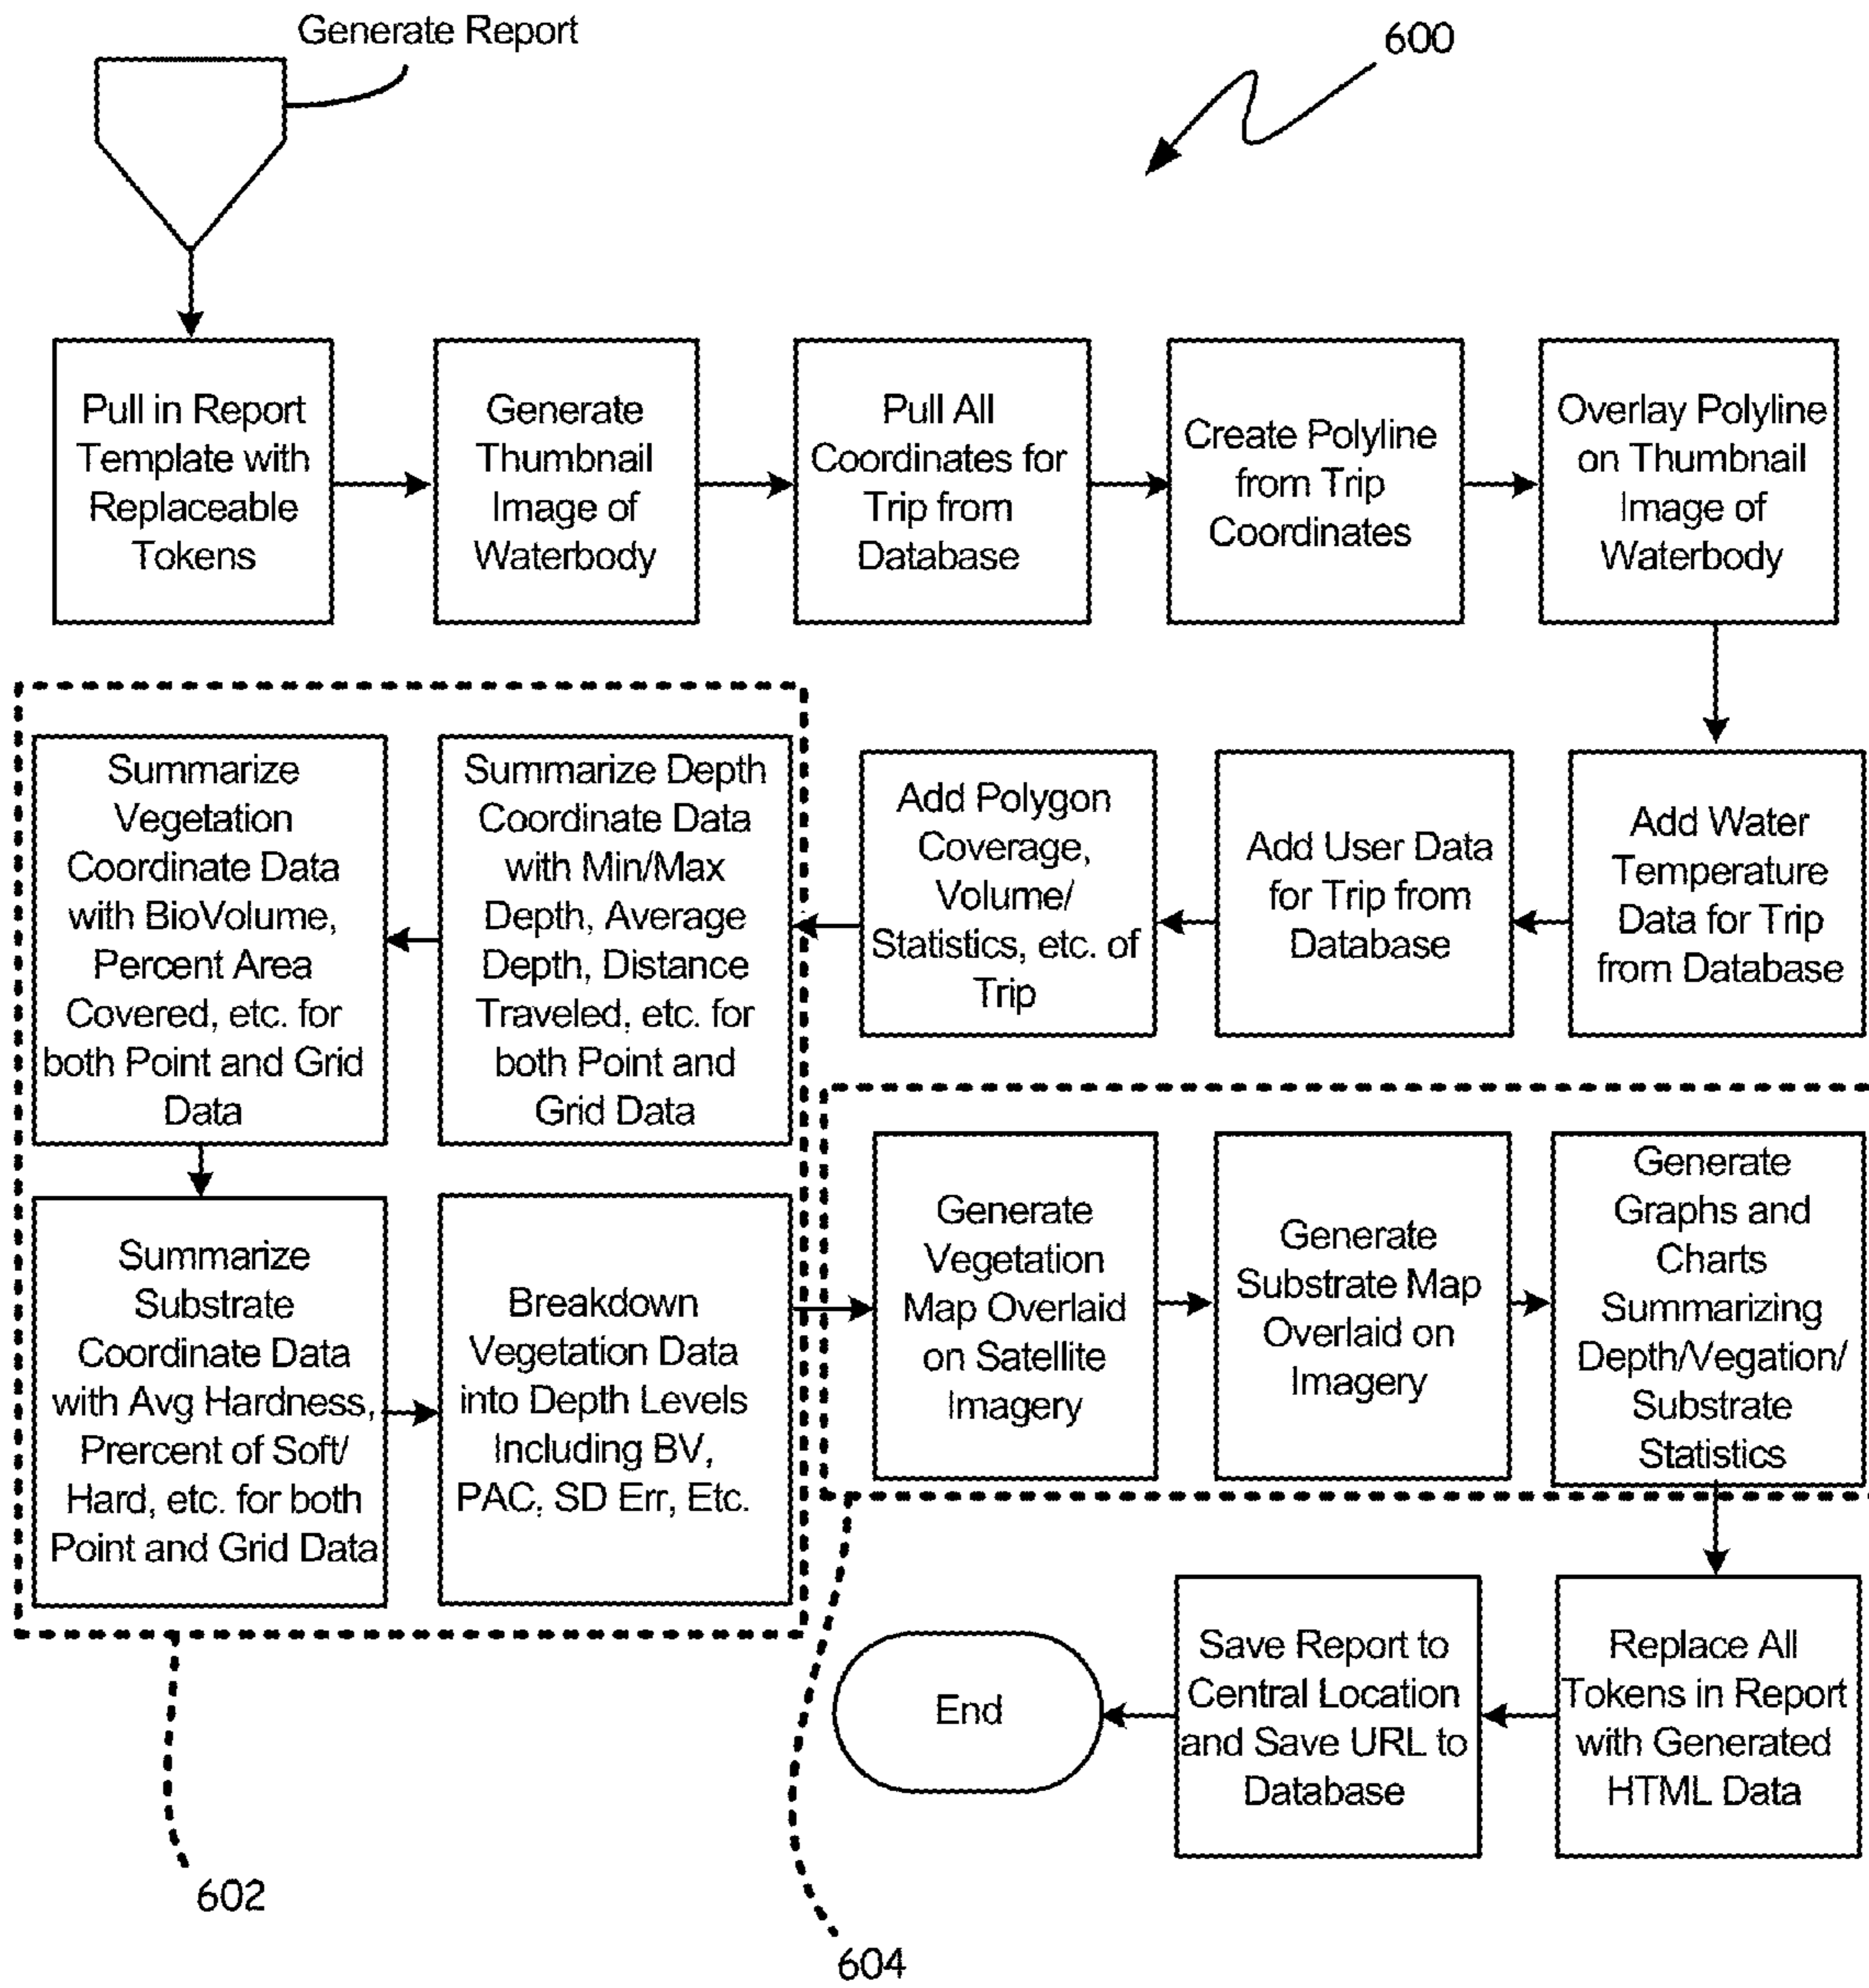 Generate Report
600
Pull in Report
Template with
Replaceable
Tokens
Generate
Thumbnail
Image of
Waterbody
Pull All
Coordinates for
Trip from
Database
Create Polyline
from Trip
Coordinates
Overlay Polyline
on Thumbnail
Image of
Waterbody
Add Water
Temperature
Data for Trip
from Database
Add User Data
for Trip from
Database
Add Polygon
Coverage,
Volume/
Statistics, etc. of
Trip
Summarize Depth
Coordinate Data
with Min/Max
Depth, Average
Depth, Distance
Traveled, etc. for
both Point and
Grid Data
Summarize
Vegetation
Coordinate Data
with BioVolume,
Percent Area
Covered, etc. for
both Point and Grid
Data
Summarize
Substrate
Coordinate Data
with Avg Hardness,
Prercent of Soft/
Hard, etc. for both
Point and Grid Data
Breakdown
Vegetation Data
into Depth Levels
Including BV,
PAC, SD Err, Etc.
Generate
Vegetation
Map Overlaid
on Satellite
Imagery
Generate
Substrate Map
Overlaid on
Imagery
Generate
Graphs and
Charts
Summarizing
Depth/Vegation/
Substrate
Statistics
Replace All
Tokens in Report
with Generated
HTML Data
Save Report to
Central Location
and Save URL to
Database
End
602
604